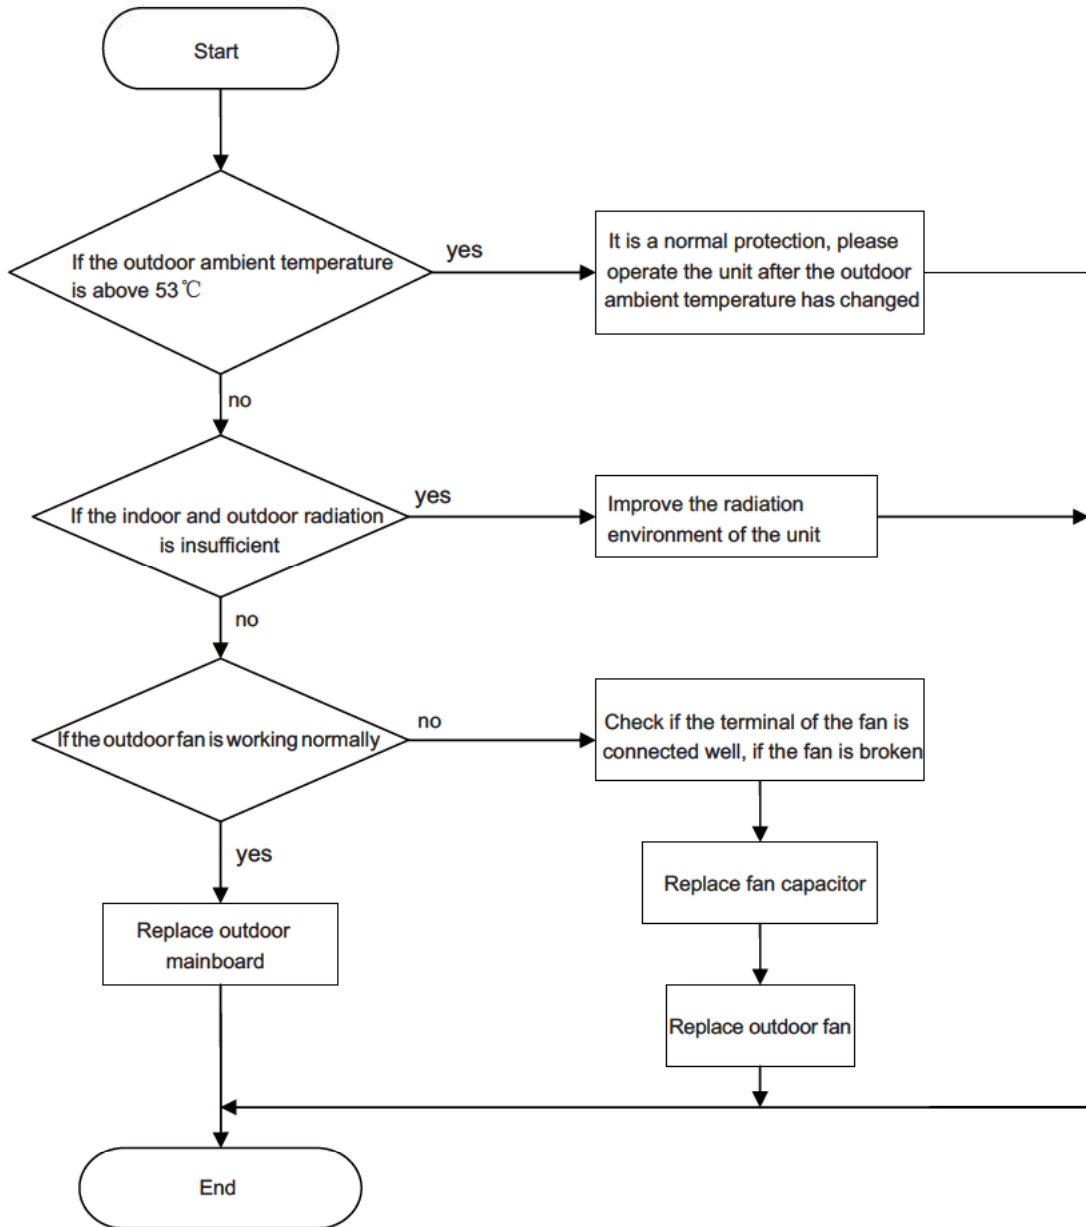 Start
If the outdoor ambient temperature
is above 53℃
yes
It is a normal protection, please
operate the unit after the outdoor
ambient temperature has changed
no
If the indoor and outdoor radiation
is insufficient
yes
Improve the radiation
environment of the unit
no
If the outdoor fan is working normally
no
Check if the terminal of the fan is
connected well, if the fan is broken
yes
Replace fan capacitor
Replace outdoor
mainboard
Replace outdoor fan
End